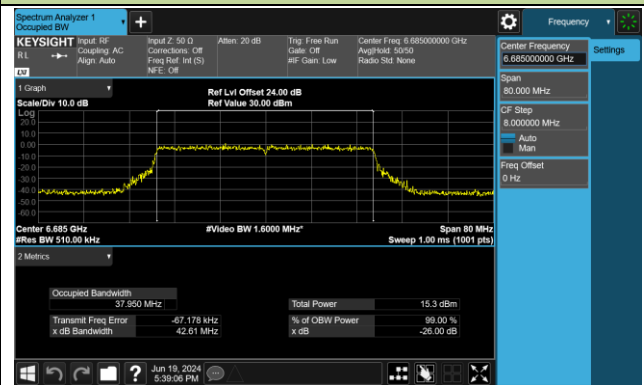 Spectrum Analyzer 1
Occupied BW
Frequency
KEYSIGHT
Input: RF
Coupling: AC
Align: Auto
Input Z: 50 Ω
Corrections: Off
Freq Ref: Int (S)
NFE: Off
Atten: 20 dB
Trig: Free Run
Gate: Off
#IF Gain: Low
Center Freq: 6.685000000 GHz
Avg|Hold: 50/50
Radio Std: None
RL
LXI
Center Frequency
6.685000000 GHz
Settings
Span
80.000 MHz
CF Step
8.000000 MHz
Auto
Man
Freq Offset
0 Hz
1 Graph
Scale/Div 10.0 dB
Ref Lvl Offset 24.00 dB
Ref Value 30.00 dBm
Log
20.0
10.0
0.00
-10.0
-20.0
-30.0
-40.0
-50.0
-60.0
Center 6.685 GHz
#Res BW 510.00 kHz
#Video BW 1.6000 MHz*
Span 80 MHz
Sweep 1.00 ms (1001 pts)
2 Metrics
Occupied Bandwidth
37.950 MHz
Total Power 15.3 dBm
Transmit Freq Error -67.178 kHz
% of OBW Power 99.00 %
x dB Bandwidth 42.61 MHz
x dB -26.00 dB
Jun 19, 2024
5:39:06 PM